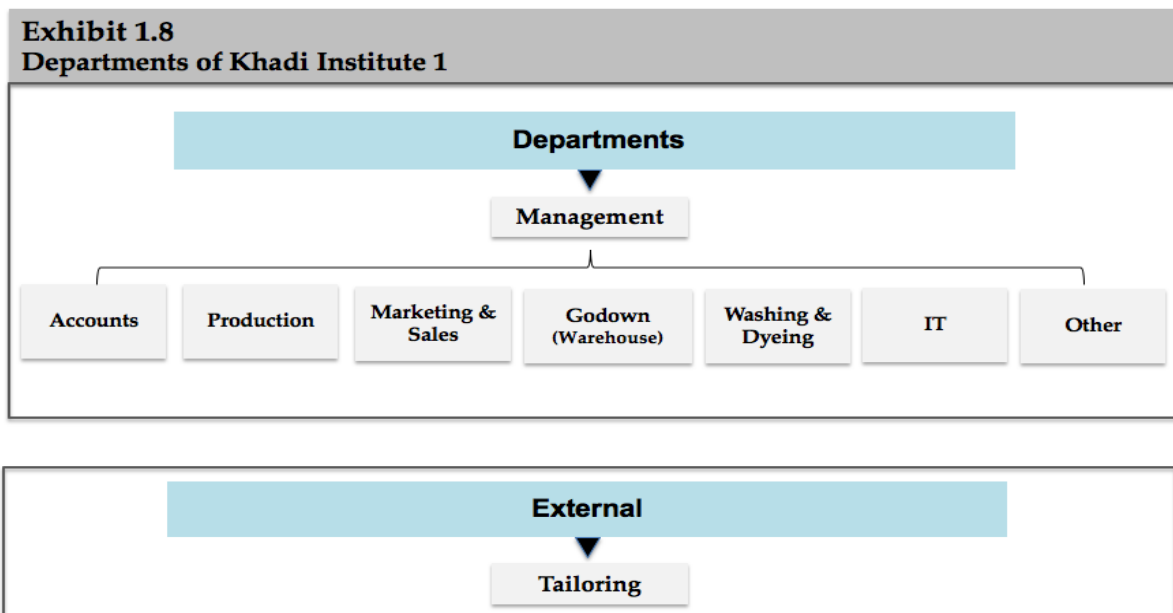 Exhibit 1.8
Departments of Khadi Institute 1
Departments
Management
Accounts
Production
Marketing &
Sales
Godown
(Warehouse)
Washing &
Dyeing
IT
Other
External
Tailoring